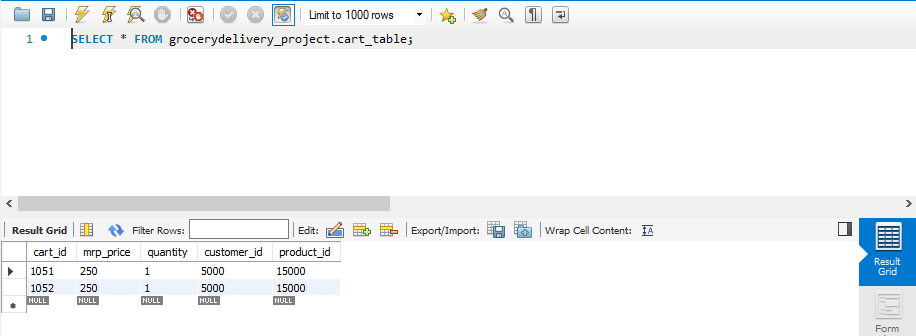 Limit to 1000 rows
1 SELECT * FROM grocerydelivery_project.cart_table;
Result Grid Filter Rows: Edit: Export/Import: Wrap Cell Content: IA
cart_id mrp_price quantity customer_id product_id
1051 250 1 5000 15000
1052 250 1 5000 15000
NULL NULL NULL NULL NULL
Result
Grid
Form